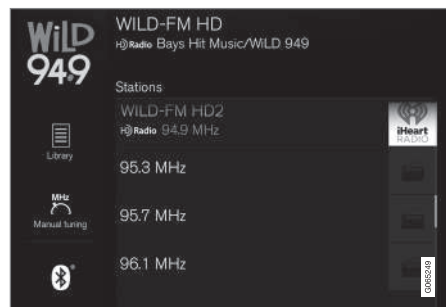 WiLD
94.9
WILD-FM HD
HD Radio Bays Hit Music/WiLD 949
Stations
WILD-FM HD2
HD Radio 94.9 MHz
iHeart
RADIO
Library
95.3 MHz
MHz
Manual tuning
95.7 MHz
96.1 MHz
G065249